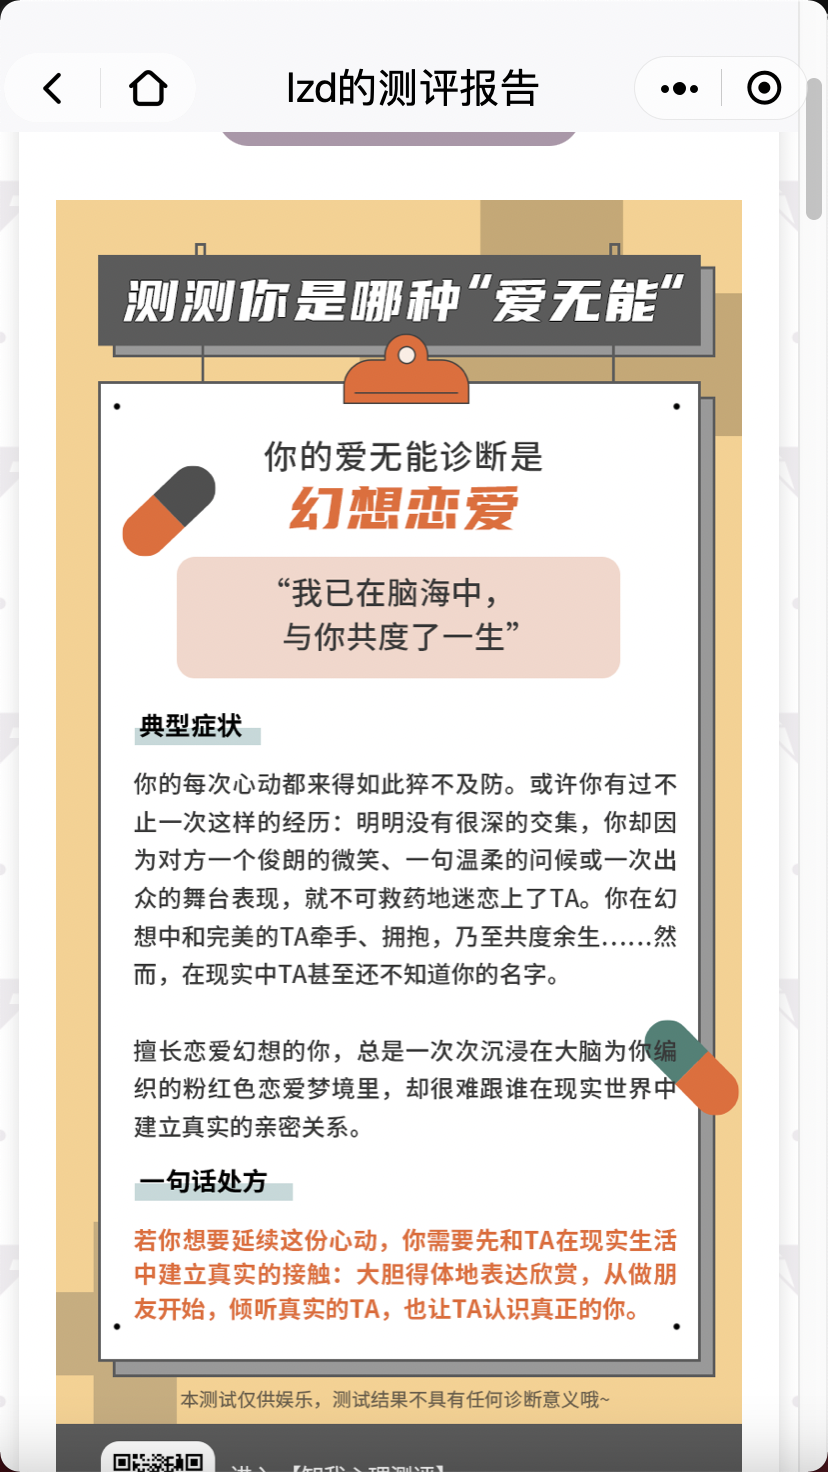 lzd的测评报告
测测你是哪种“爱无能“
你的爱无能诊断是
幻想恋爱
“我已在脑海中，
与你共度了一生”
典型症状
你的每次心动都来得如此猝不及防。或许你有过不
止一次这样的经历：明明没有很深的交集，你却因
为对方一个俊朗的微笑、一句温柔的问候或一次出
众的舞台表现，就不可救药地迷恋上了TA。你在幻
想中和完美的TA牵手、拥抱，乃至共度余生……然
而，在现实中TA甚至还不知道你的名字。
擅长恋爱幻想的你，总是一次次沉浸在大脑为你编
织的粉红色恋爱梦境里，却很难跟谁在现实世界中
建立真实的亲密关系。
一句话处方
若你想要延续这份心动，你需要先和TA在现实生活
中建立真实的接触：大胆得体地表达欣赏，从做朋
友开始，倾听真实的TA，也让TA认识真正的你。
本测试仅供娱乐，测试结果不具有任何诊断意义哦~